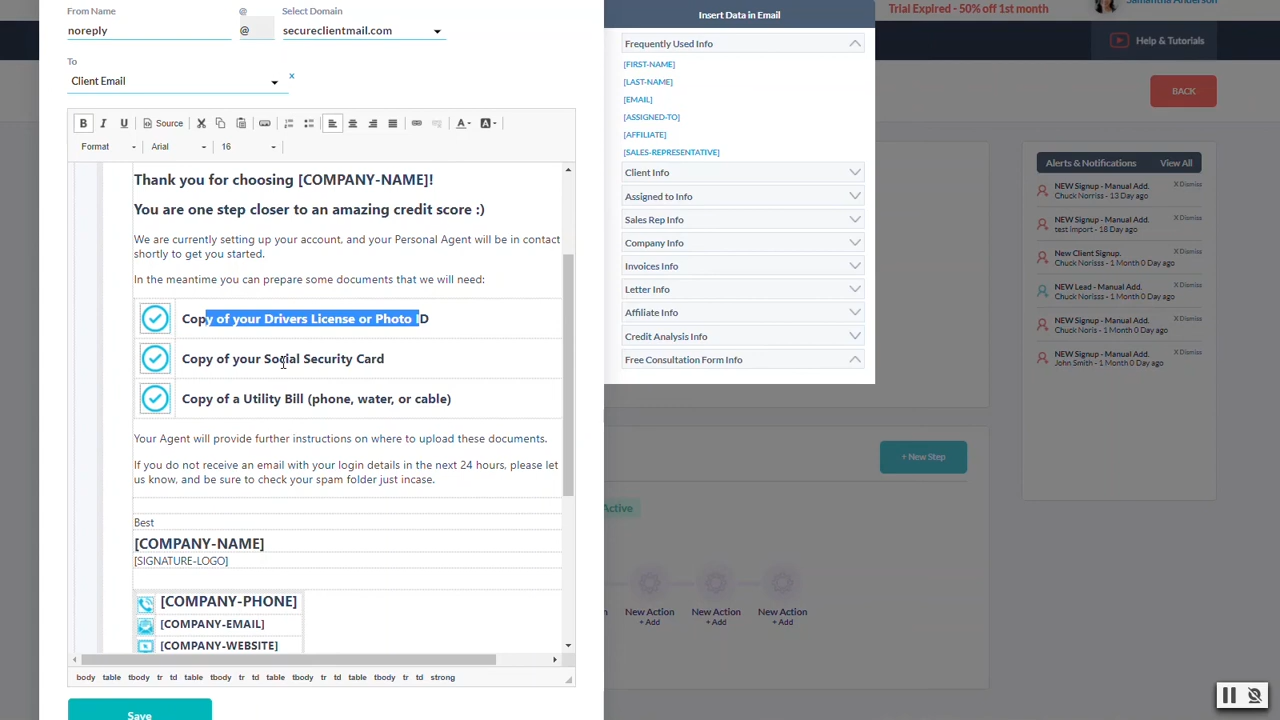 From Name
@
Select Domain
noreply
@
secureclientmail.com
To
Client Email
x
B I U
Source
A
A
Format
Arial
16
Thank you for choosing [COMPANY-NAME]!
You are one step closer to an amazing credit score :)
We are currently setting up your account, and your Personal Agent will be in contact
shortly to get you started.
In the meantime you can prepare some documents that we will need:
Copy of your Drivers License or Photo ID
Copy of your Social Security Card
Copy of a Utility Bill (phone, water, or cable)
Your Agent will provide further instructions on where to upload these documents.
If you do not receive an email with your login details in the next 24 hours, please let
us know, and be sure to check your spam folder just incase.
Best
[COMPANY-NAME]
[SIGNATURE-LOGO]
[COMPANY-PHONE]
[COMPANY-EMAIL]
[COMPANY-WEBSITE]
body table tbody tr td table tbody tr td table tbody tr td table tbody tr td strong
Save
Insert Data in Email
Frequently Used Info
[FIRST-NAME]
[LAST-NAME]
[EMAIL]
[ASSIGNED-TO]
[AFFILIATE]
[SALES-REPRESENTATIVE]
Client Info
Assigned to Info
Sales Rep Info
Company Info
Invoices Info
Letter Info
Affiliate Info
Credit Analysis Info
Free Consultation Form Info
Trial Expired - 50% off 1st month
Samantha Anderson
Help & Tutorials
BACK
Alerts & Notifications
View All
NEW Signup - Manual Add.
X Dismiss
Chuck Norriss - 13 Day ago
NEW Signup - Manual Add.
X Dismiss
test import - 18 Day ago
New Client Signup.
X Dismiss
Chuck Norisss - 1 Month 0 Day ago
NEW Lead - Manual Add.
X Dismiss
Chuck Norisss - 1 Month 0 Day ago
NEW Signup - Manual Add.
X Dismiss
Chuck Noris - 1 Month 0 Day ago
NEW Signup - Manual Add.
X Dismiss
John Smith - 1 Month 0 Day ago
+ New Step
Active
New Action
+ Add
New Action
+ Add
New Action
+ Add